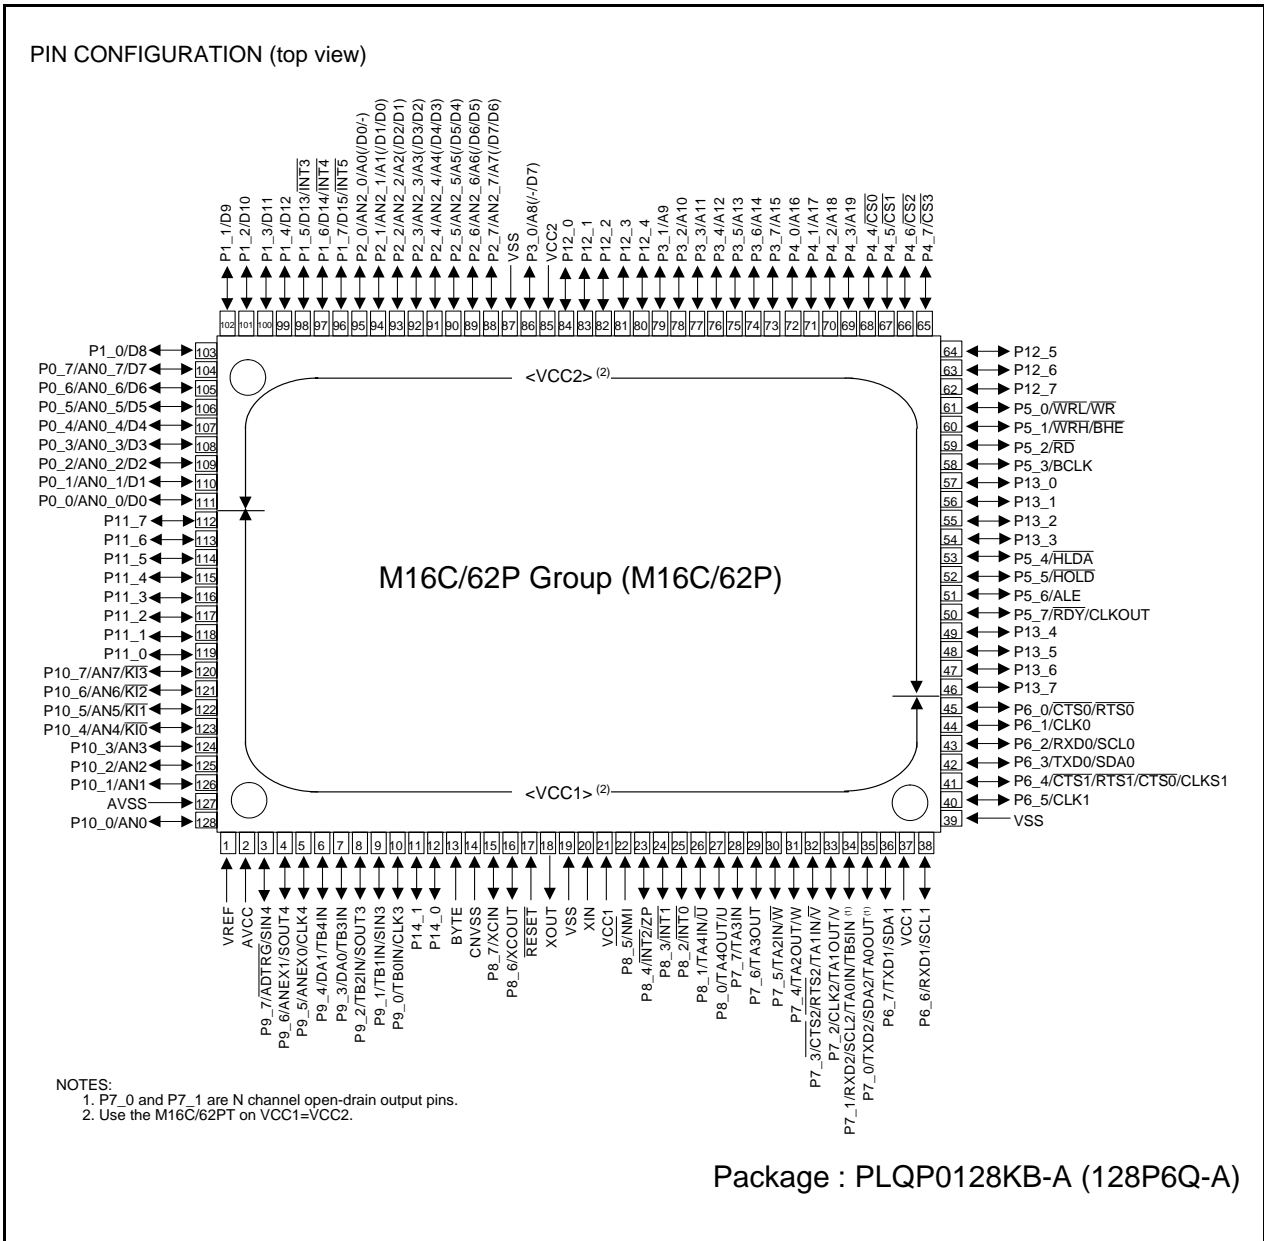 PIN CONFIGURATION (top view)
P1_1/D9
P1_2/D10
P1_3/D11
P1_4/D12
P1_5/D13/INT3
P1_6/D14/INT4
P1_7/D15/INT5
P2_0/AN2_0/A0(/D0/-)
P2_1/AN2_1/A1(/D1/D0)
P2_2/AN2_2/A2(/D2/D1)
P2_3/AN2_3/A3(/D3/D2)
P2_4/AN2_4/A4(/D4/D3)
P2_5/AN2_5/A5(/D5/D4)
P2_6/AN2_6/A6(/D6/D5)
P2_7/AN2_7/A7(/D7/D6)
VSS
P3_0/A8(/-/D7)
VCC2
P12_0
P12_1
P12_2
P12_3
P12_4
P3_1/A9
P3_2/A10
P3_3/A11
P3_4/A12
P3_5/A13
P3_6/A14
P3_7/A15
P4_0/A16
P4_1/A17
P4_2/A18
P4_3/A19
P4_4/CS0
P4_5/CS1
P4_6/CS2
P4_7/CS3
102 101 100 99 98 97 96 95 94 93 92 91 90 89 88 87 86 85 84 83 82 81 80 79 78 77 76 75 74 73 72 71 70 69 68 67 66 65
P1_0/D8 103
P0_7/AN0_7/D7 104
P0_6/AN0_6/D6 105
P0_5/AN0_5/D5 106
P0_4/AN0_4/D4 107
P0_3/AN0_3/D3 108
P0_2/AN0_2/D2 109
P0_1/AN0_1/D1 110
P0_0/AN0_0/D0 111
P11_7 112
P11_6 113
P11_5 114
P11_4 115
P11_3 116
P11_2 117
P11_1 118
P11_0 119
P10_7/AN7/KI3 120
P10_6/AN6/KI2 121
P10_5/AN5/KI1 122
P10_4/AN4/KI0 123
P10_3/AN3 124
P10_2/AN2 125
P10_1/AN1 126
AVSS 127
P10_0/AN0 128
<VCC2> (2)
M16C/62P Group (M16C/62P)
<VCC1> (2)
64 P12_5
63 P12_6
62 P12_7
61 P5_0/WRL/WR
60 P5_1/WRH/BHE
59 P5_2/RD
58 P5_3/BCLK
57 P13_0
56 P13_1
55 P13_2
54 P13_3
53 P5_4/HLDA
52 P5_5/HOLD
51 P5_6/ALE
50 P5_7/RDY/CLKOUT
49 P13_4
48 P13_5
47 P13_6
46 P13_7
45 P6_0/CTS0/RTS0
44 P6_1/CLK0
43 P6_2/RXD0/SCL0
42 P6_3/TXD0/SDA0
41 P6_4/CTS1/RTS1/CTS0/CLKS1
40 P6_5/CLK1
39 VSS
1 2 3 4 5 6 7 8 9 10 11 12 13 14 15 16 17 18 19 20 21 22 23 24 25 26 27 28 29 30 31 32 33 34 35 36 37 38
VREF
AVCC
P9_7/ADTRG/SIN4
P9_6/ANEX1/SOUT4
P9_5/ANEX0/CLK4
P9_4/DA1/TB4IN
P9_3/DA0/TB3IN
P9_2/TB2IN/SOUT3
P9_1/TB1IN/SIN3
P9_0/TB0IN/CLK3
P14_1
P14_0
BYTE
CNVSS
P8_7/XCIN
P8_6/XCOUT
RESET
XOUT
VSS
XIN
VCC1
P8_5/NMI
P8_4/INT2/ZP
P8_3/INT1
P8_2/INT0
P8_1/TA4IN/U
P8_0/TA4OUT/U
P7_7/TA3IN
P7_6/TA3OUT
P7_5/TA2IN/W
P7_4/TA2OUT/W
P7_3/CTS2/RTS2/TA1IN/V
P7_2/CLK2/TA1OUT/V
P7_1/RXD2/SCL2/TA0IN/TB5IN (1)
P7_0/TXD2/SDA2/TA0OUT(1)
P6_7/TXD1/SDA1
VCC1
P6_6/RXD1/SCL1
NOTES:
1. P7_0 and P7_1 are N channel open-drain output pins.
2. Use the M16C/62PT on VCC1=VCC2.
Package : PLQP0128KB-A (128P6Q-A)